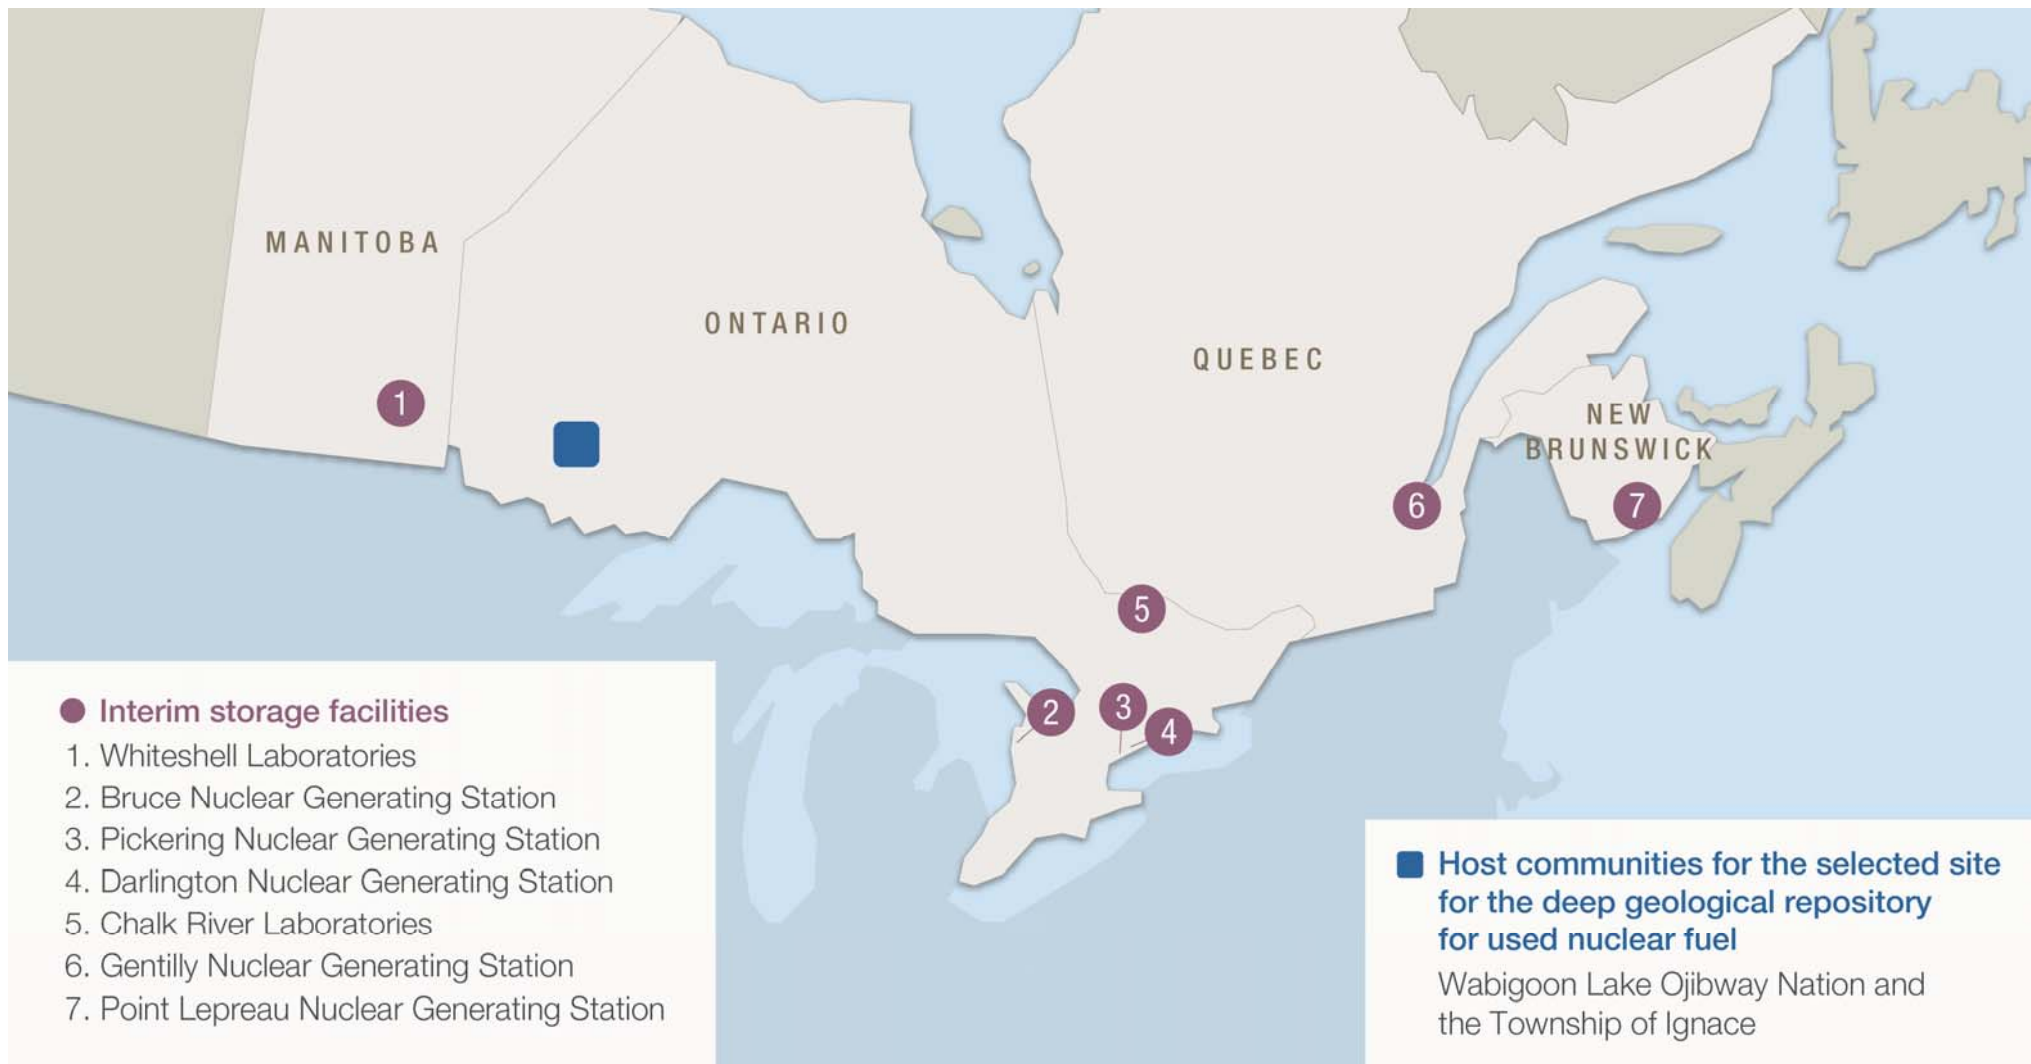 MANITOBA
ONTARIO
QUEBEC
NEW
BRUNSWICK
1
6
7
5
2
3
4
Interim storage facilities
1. Whiteshell Laboratories
2. Bruce Nuclear Generating Station
3. Pickering Nuclear Generating Station
4. Darlington Nuclear Generating Station
5. Chalk River Laboratories
6. Gentilly Nuclear Generating Station
7. Point Lepreau Nuclear Generating Station
Host communities for the selected site
for the deep geological repository
for used nuclear fuel
Wabigoon Lake Ojibway Nation and
the Township of Ignace